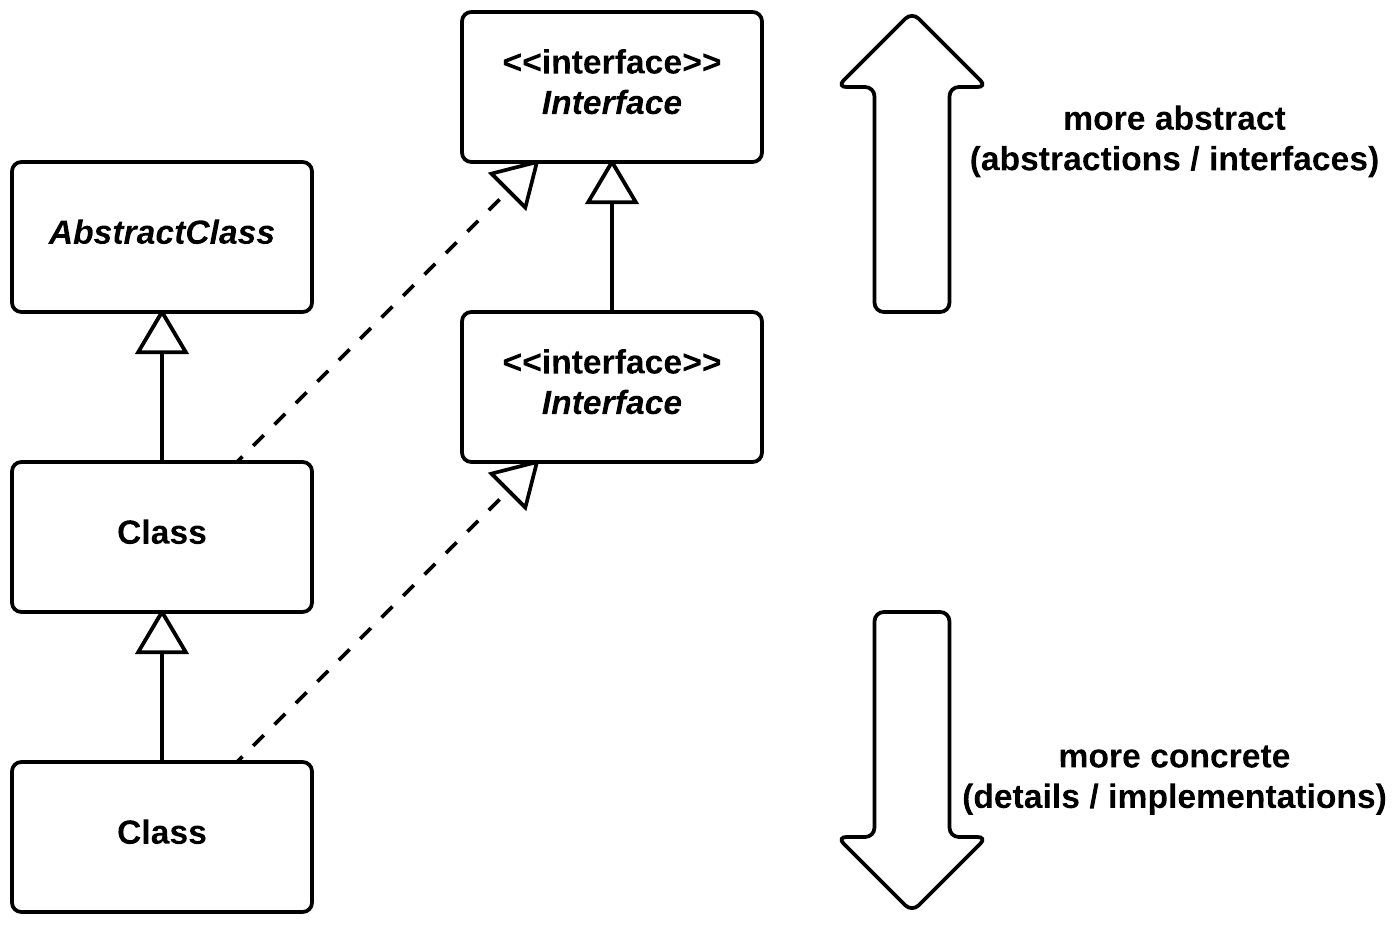 <<interface>>
Interface
more abstract
(abstractions / interfaces)
AbstractClass
<<interface>>
Interface
Class
more concrete
(details / implementations)
Class